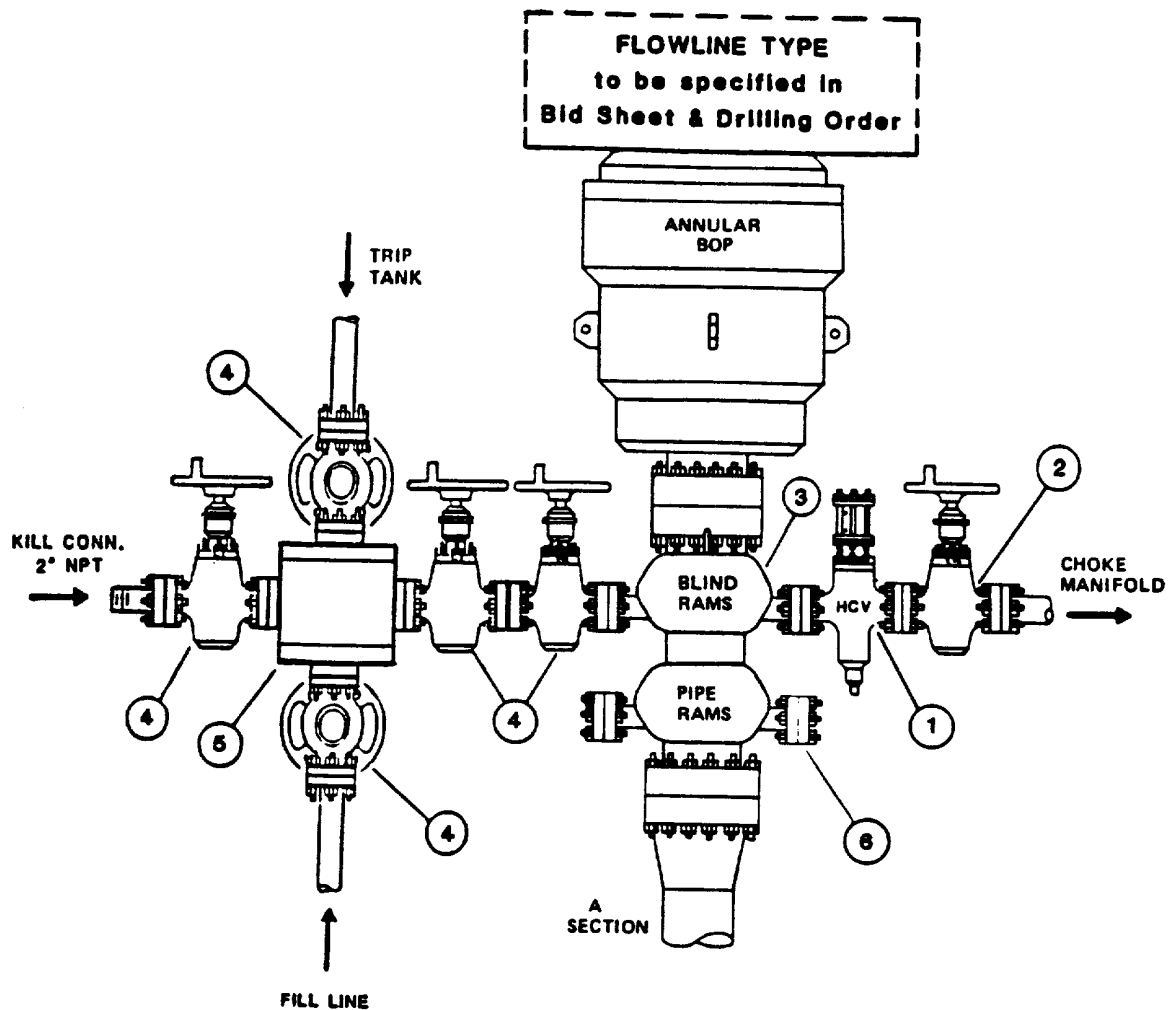 FLOWLINE TYPE
to be specified in
Bid Sheet & Drilling Order
ANNULAR
BOP
TRIP
TANK
4
2
3
KILL CONN.
2" NPT
BLIND
RAMS
HCV
CHOKE
MANIFOLD
PIPE
RAMS
4
5
4
1
4
6
A
SECTION
FILL LINE